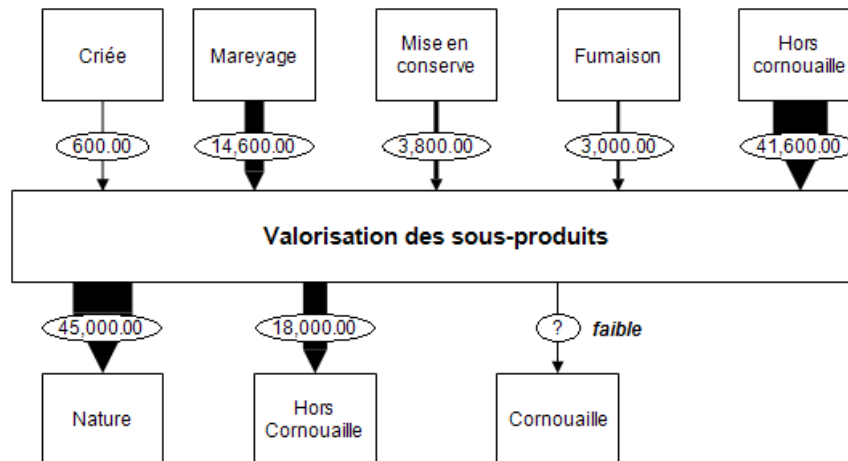 Criée
Mareyage
Mise en
conserve
Fumaison
Hors
cornouaille
600.00
14,600.00
3,800.00
3,000.00
41,600.00
Valorisation des sous-produits
45,000.00
18,000.00
?
faible
Nature
Hors
Cornouaille
Cornouaille